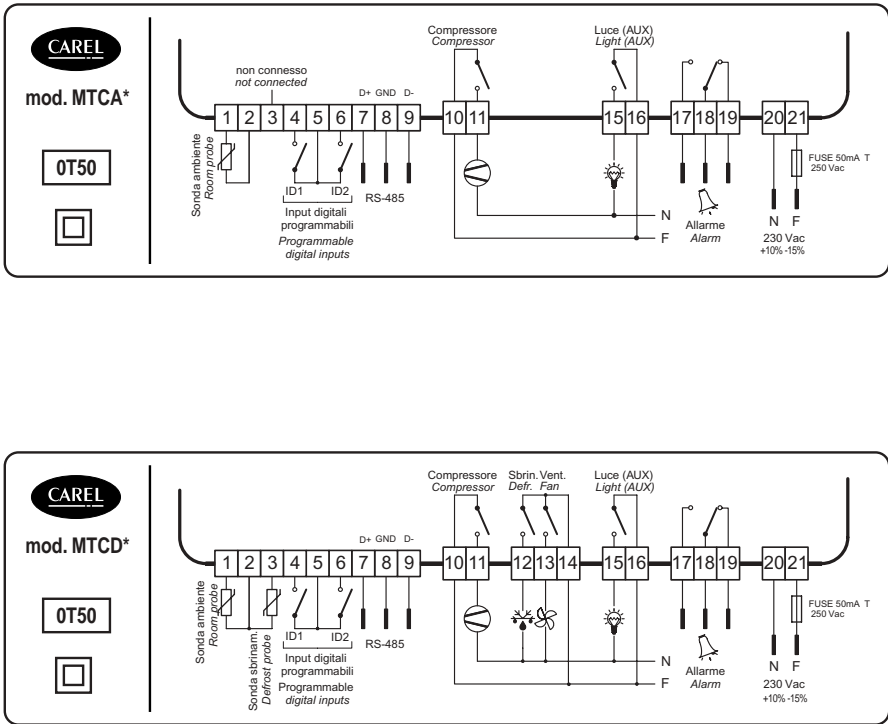 CAREL
mod. MTCA*
0T50
Compressore
Compressor
Luce (AUX)
Light (AUX)
non connesso
not connected
D+ GND D-
1 2 3 4 5 6 7 8 9 10 11 15 16 17 18 19 20 21
Sonda ambiente
Room probe
ID1 ID2
RS-485
Input digitali
programmabili
Programmable
digital inputs
N
F
Allarme
Alarm
FUSE 50mA T
250 Vac
N F
230 Vac
+10% -15%
CAREL
mod. MTCD*
0T50
Compressore
Compressor
Sbrin. Vent.
Defr. Fan
Luce (AUX)
Light (AUX)
D+ GND D-
1 2 3 4 5 6 7 8 9 10 11 12 13 14 15 16 17 18 19 20 21
Sonda ambiente
Room probe
Sonda sbrinam.
Defrost probe
ID1 ID2
RS-485
Input digitali
programmabili
Programmable
digital inputs
N
F
Allarme
Alarm
FUSE 50mA T
250 Vac
N F
230 Vac
+10% -15%